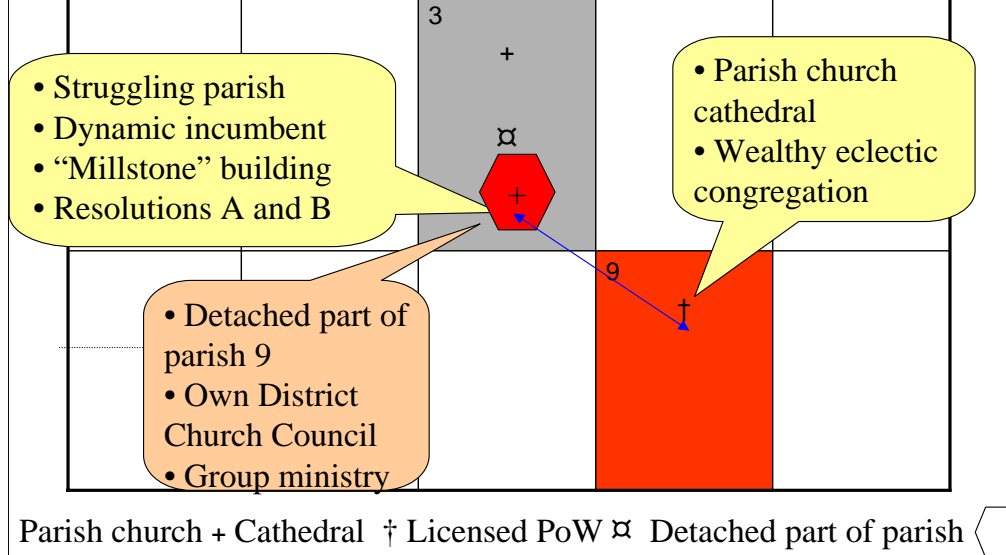 3
+
¤
+
• Struggling parish
• Dynamic incumbent
• “Millstone” building
• Resolutions A and B
• Parish church
cathedral
• Wealthy eclectic
congregation
9
†
• Detached part of
parish 9
• Own District
Church Council
• Group ministry
Parish church + Cathedral † Licensed PoW ¤ Detached part of parish